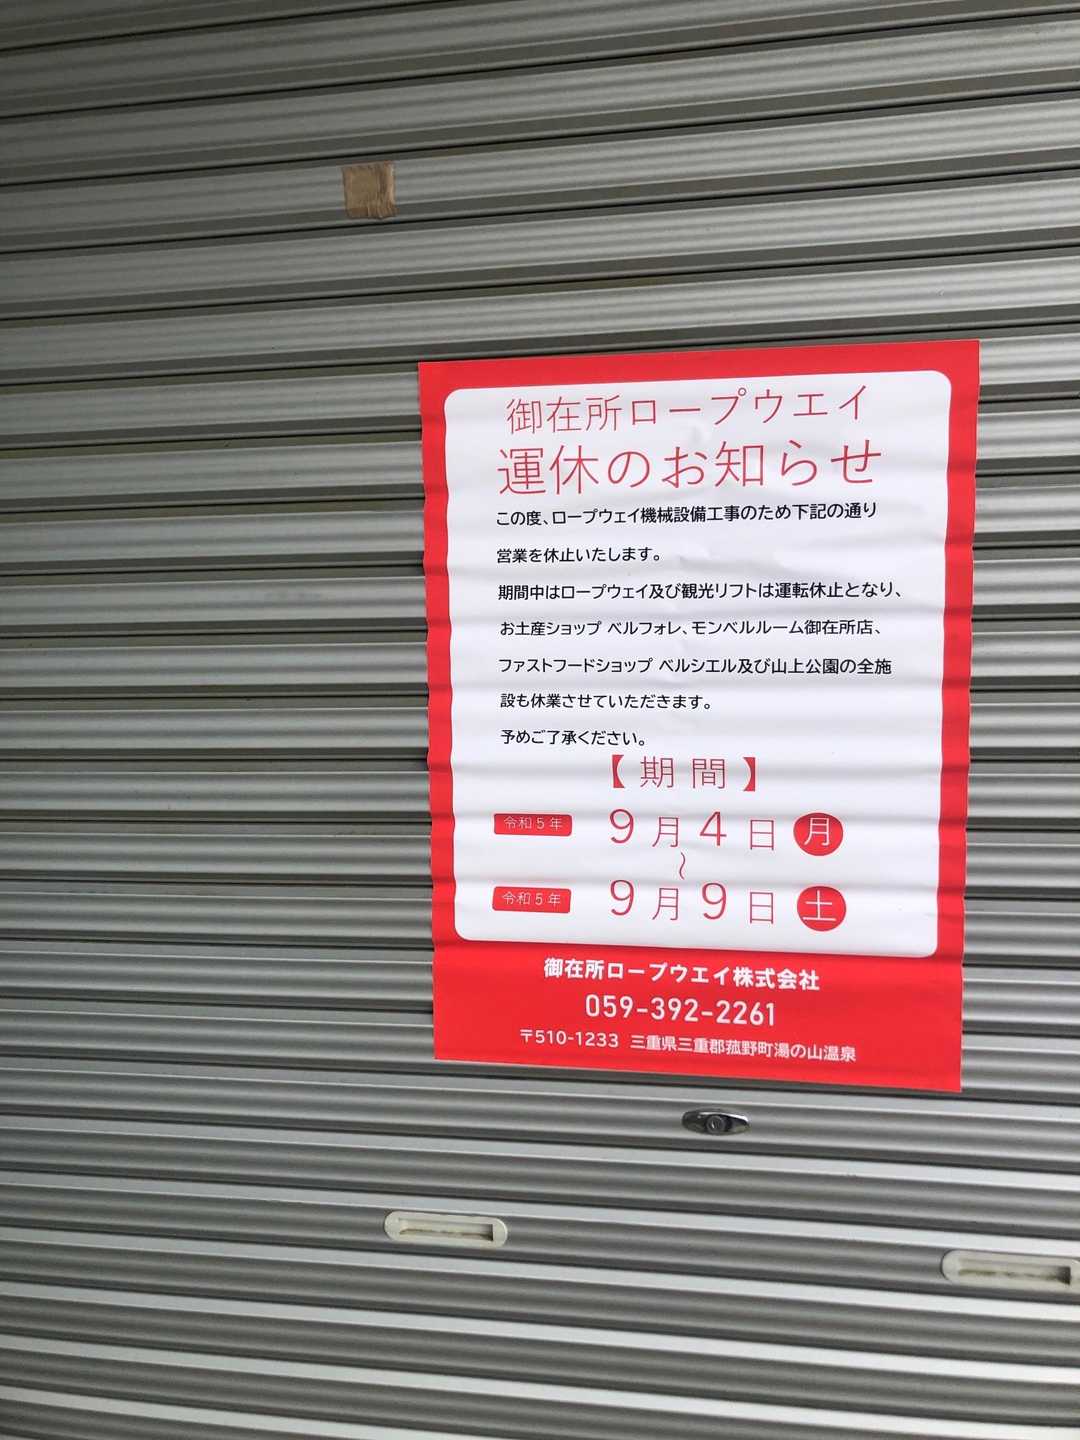 御在所ロープウエイ
運休のお知らせ
この度、ロープウェイ機械設備工事のため下記の通り
営業を休止いたします。
期間中はロープウェイ及び観光リフトは運転休止となり、
お土産ショップ ベルフォレ、モンベルルーム御在所店、
ファストフードショップ ベルシエル及び山上公園の全施
設も休業させていただきます。
予めご了承ください。
【期間】
令和5年 9月4日 月
~
令和5年 9月9日 土
御在所ロープウエイ株式会社
059-392-2261
〒510-1233 三重県三重郡菰野町湯の山温泉